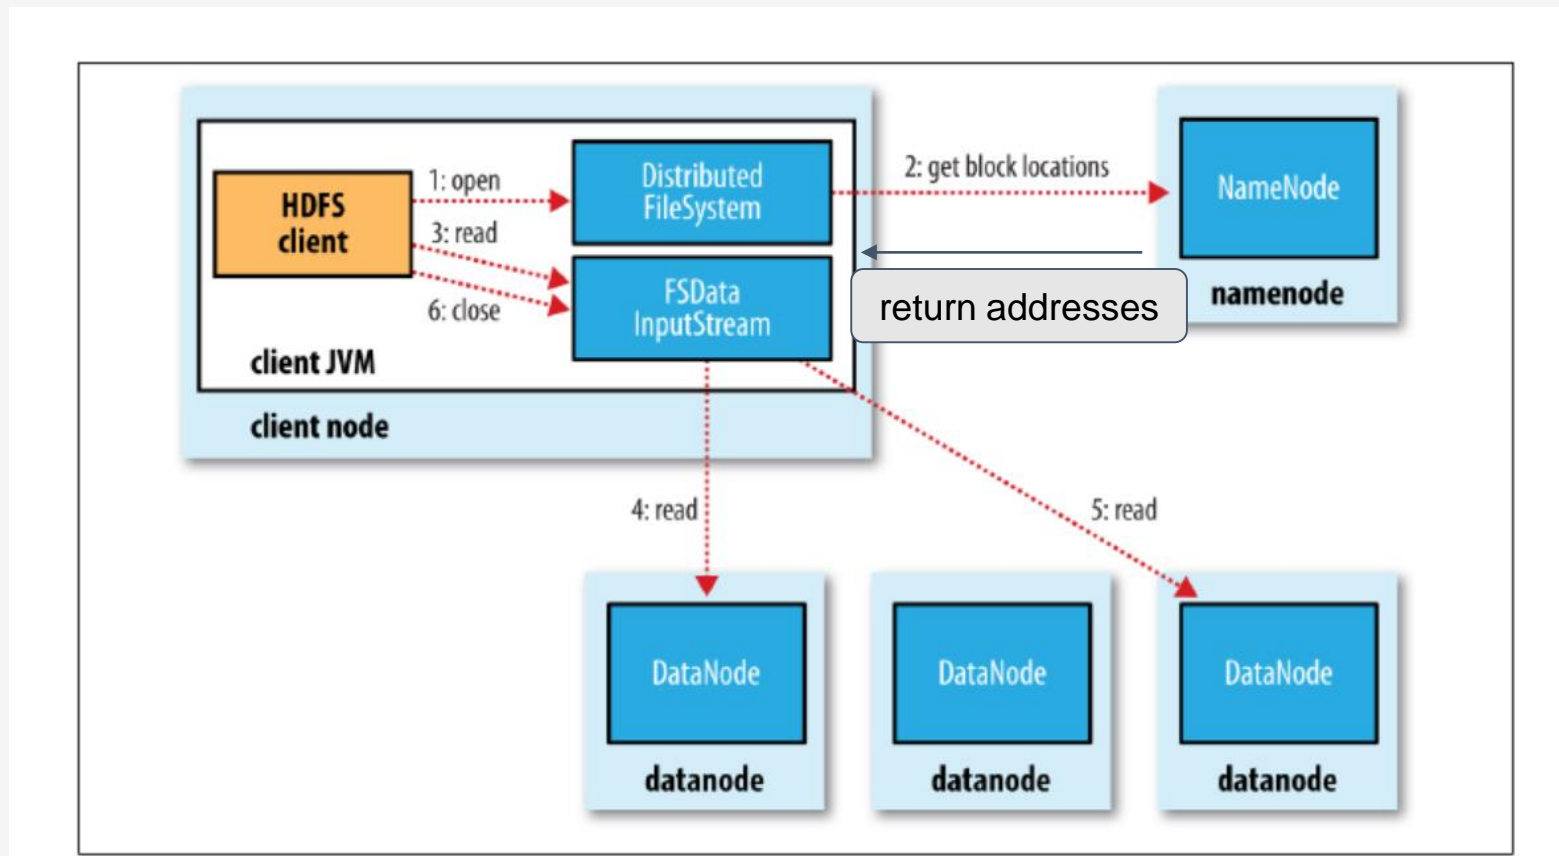 1: open
HDFS
client
3: read
6: close
client JVM
client node
Distributed
FileSystem
FSData
InputStream
2: get block locations
return addresses
NameNode
namenode
4: read
5: read
DataNode
datanode
DataNode
datanode
DataNode
datanode